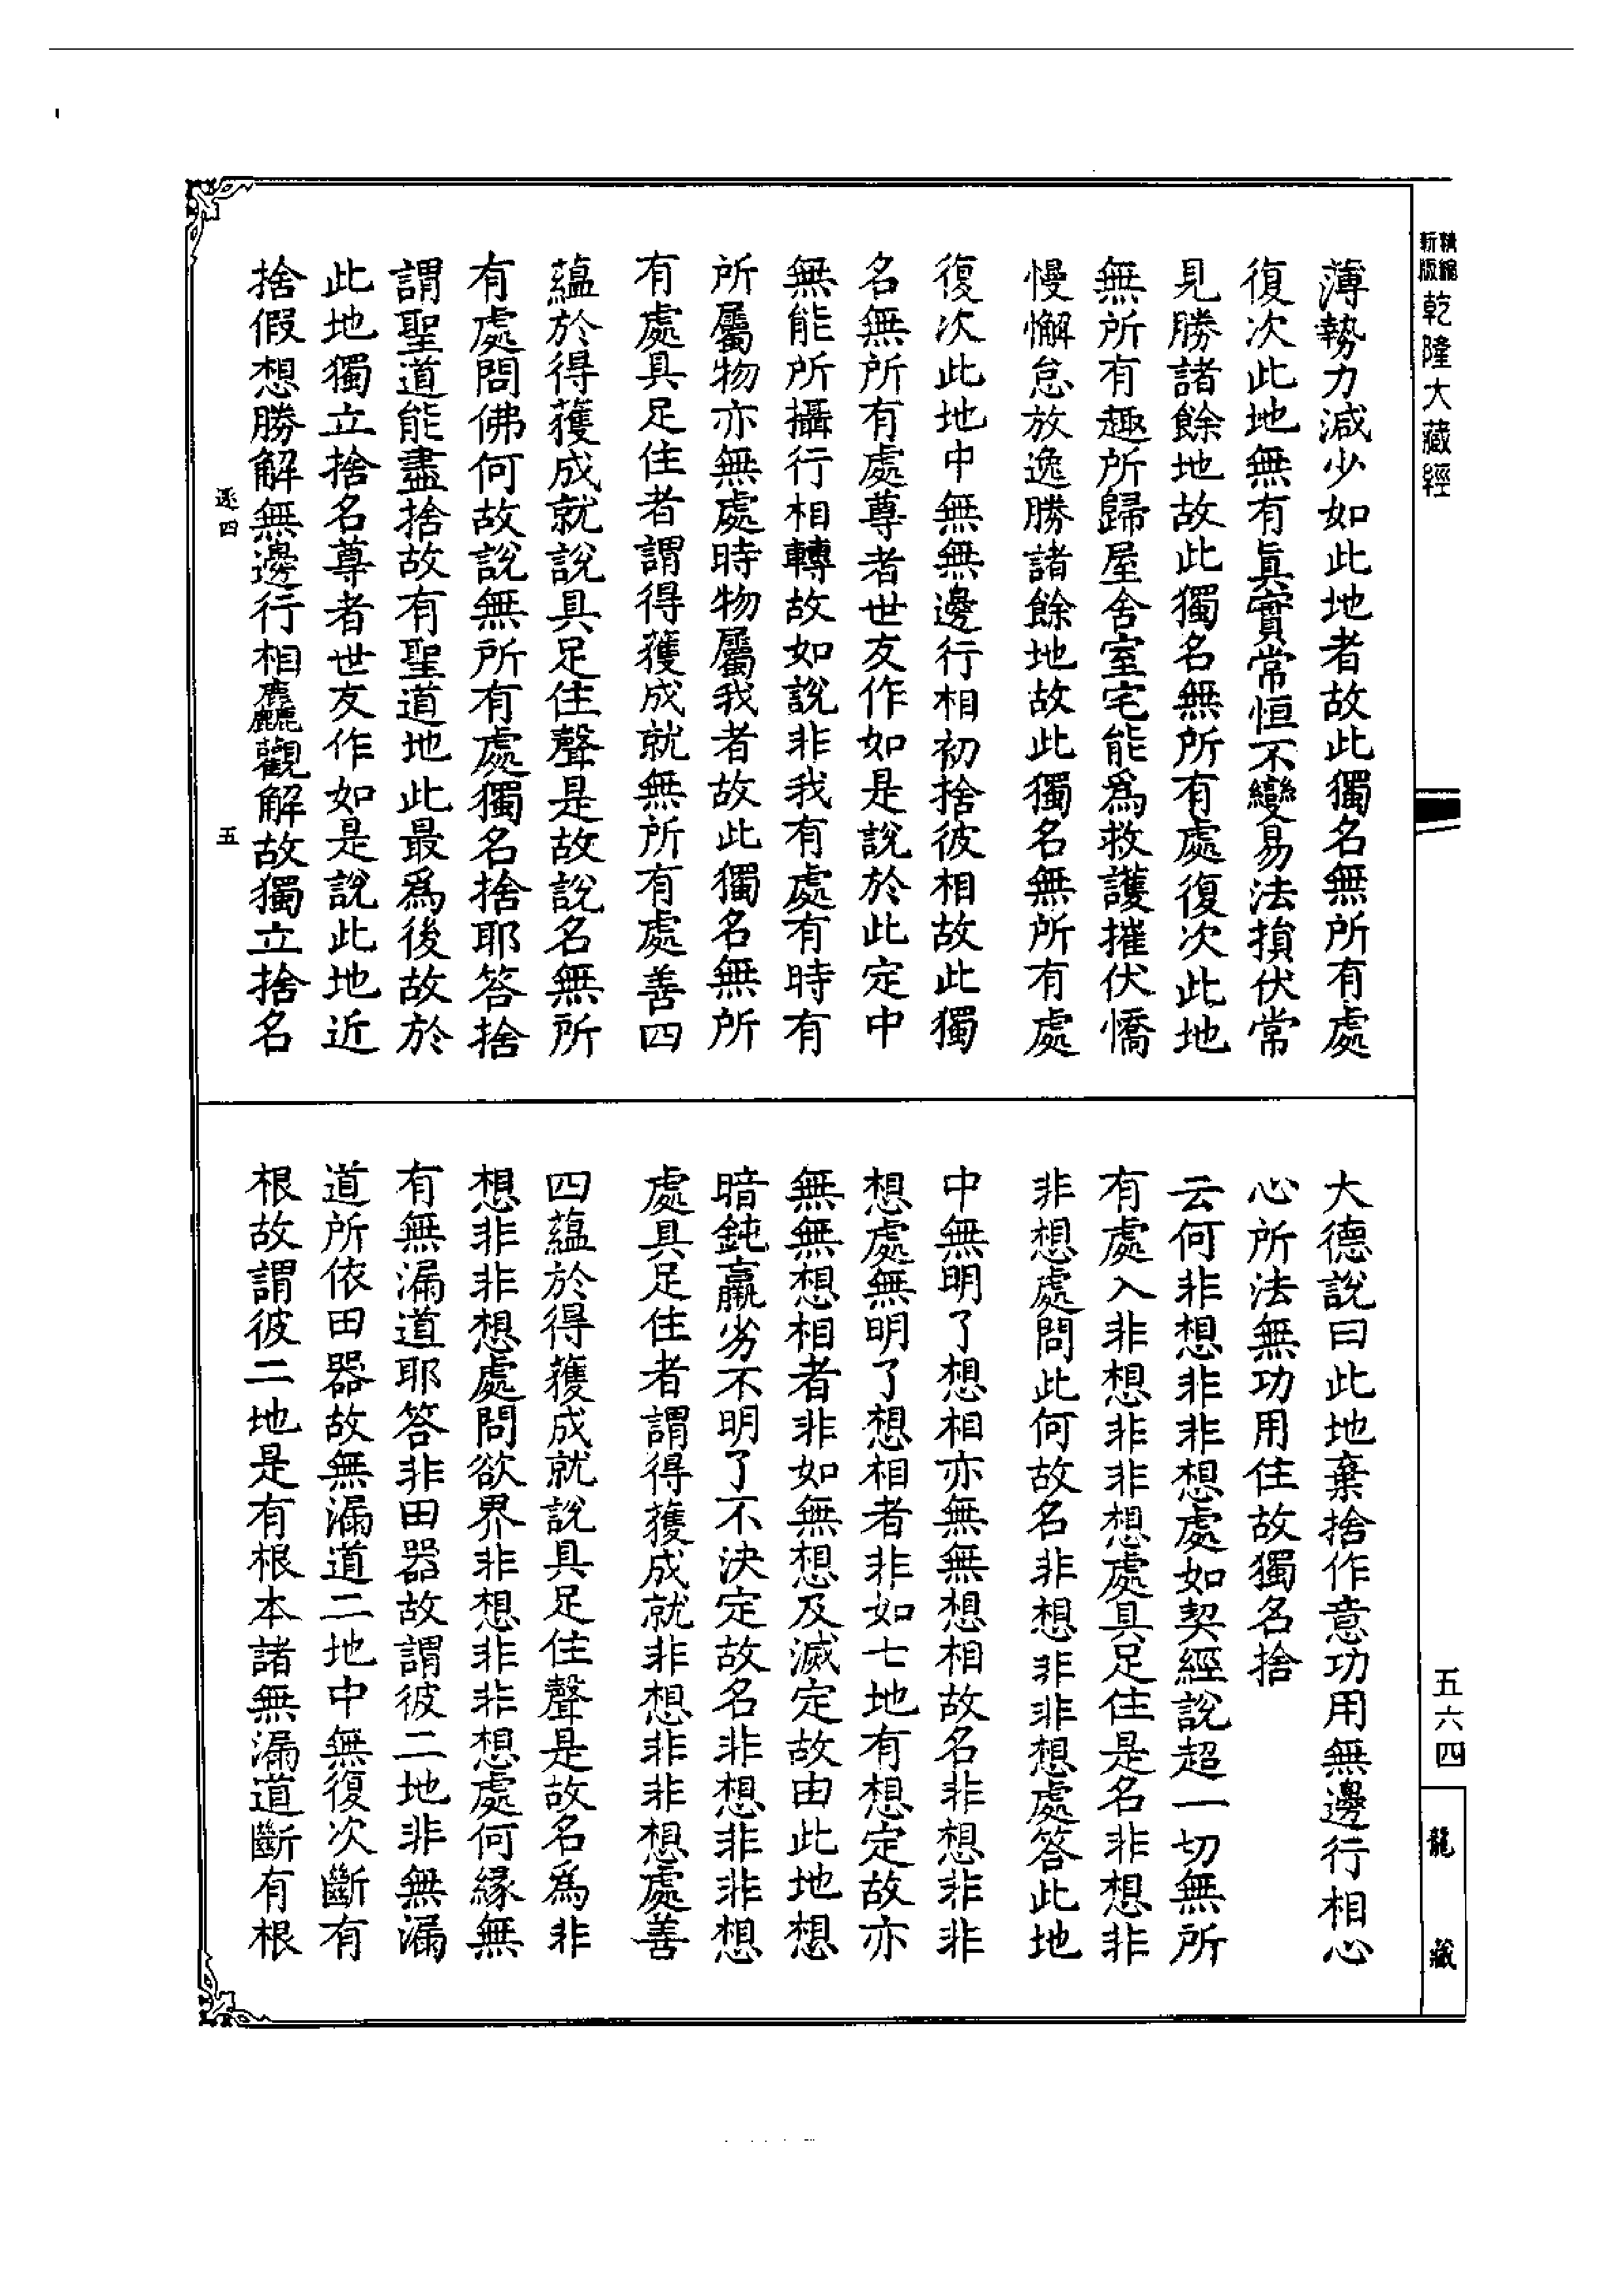 精縮新版
乾隆大藏經
薄勢力減少如此地者故此獨名無所有處
復次此地無有眞實常恒不變易法損伏常
見勝諸餘地故此獨名無所有處復次此地
無所有趣所歸屋舍室宅能爲救護摧伏憍
慢懈怠放逸勝諸餘地故此獨名無所有處
復次此地中無無邊行相初捨彼相故此獨
名無所有處尊者世友作如是說於此定中
無能所攝行相轉故如說非我有處有時有
所屬物亦無處時物屬我者故此獨名無所
有處具足住者謂得獲成就無所有處善四
蘊於得獲成就說具足住聲是故說名無所
有處問佛何故說無所有處獨名捨耶答捨
謂聖道能盡捨故有聖道地此最爲後故於
此地獨立捨名尊者世友作如是說此地近
捨假想勝解無邊行相麤觀解故獨立捨名
逐四
五
大德說曰此地棄捨作意功用無邊行相心
心所法無功用住故獨名捨
云何非想非非想處如契經說超一切無所
有處入非想非非想處具足住是名非想非
非想處問此何故名非想非非想處答此地
中無明了想相亦無無想相故名非想非非
想處無明了想相者非如七地有想定故亦
無無想相者非如無想及滅定故由此地想
暗鈍羸劣不明了不決定故名非想非非想
處具足住者謂得獲成就非想非非想處善
四蘊於得獲成就說具足住聲是故名爲非
想非非想處問欲界非想非非想處何緣無
有無漏道耶答非田器故謂彼二地非無漏
道所依田器故無漏道二地中無復次斷有
根故謂彼二地是有根本諸無漏道斷有根
五六四
龍藏